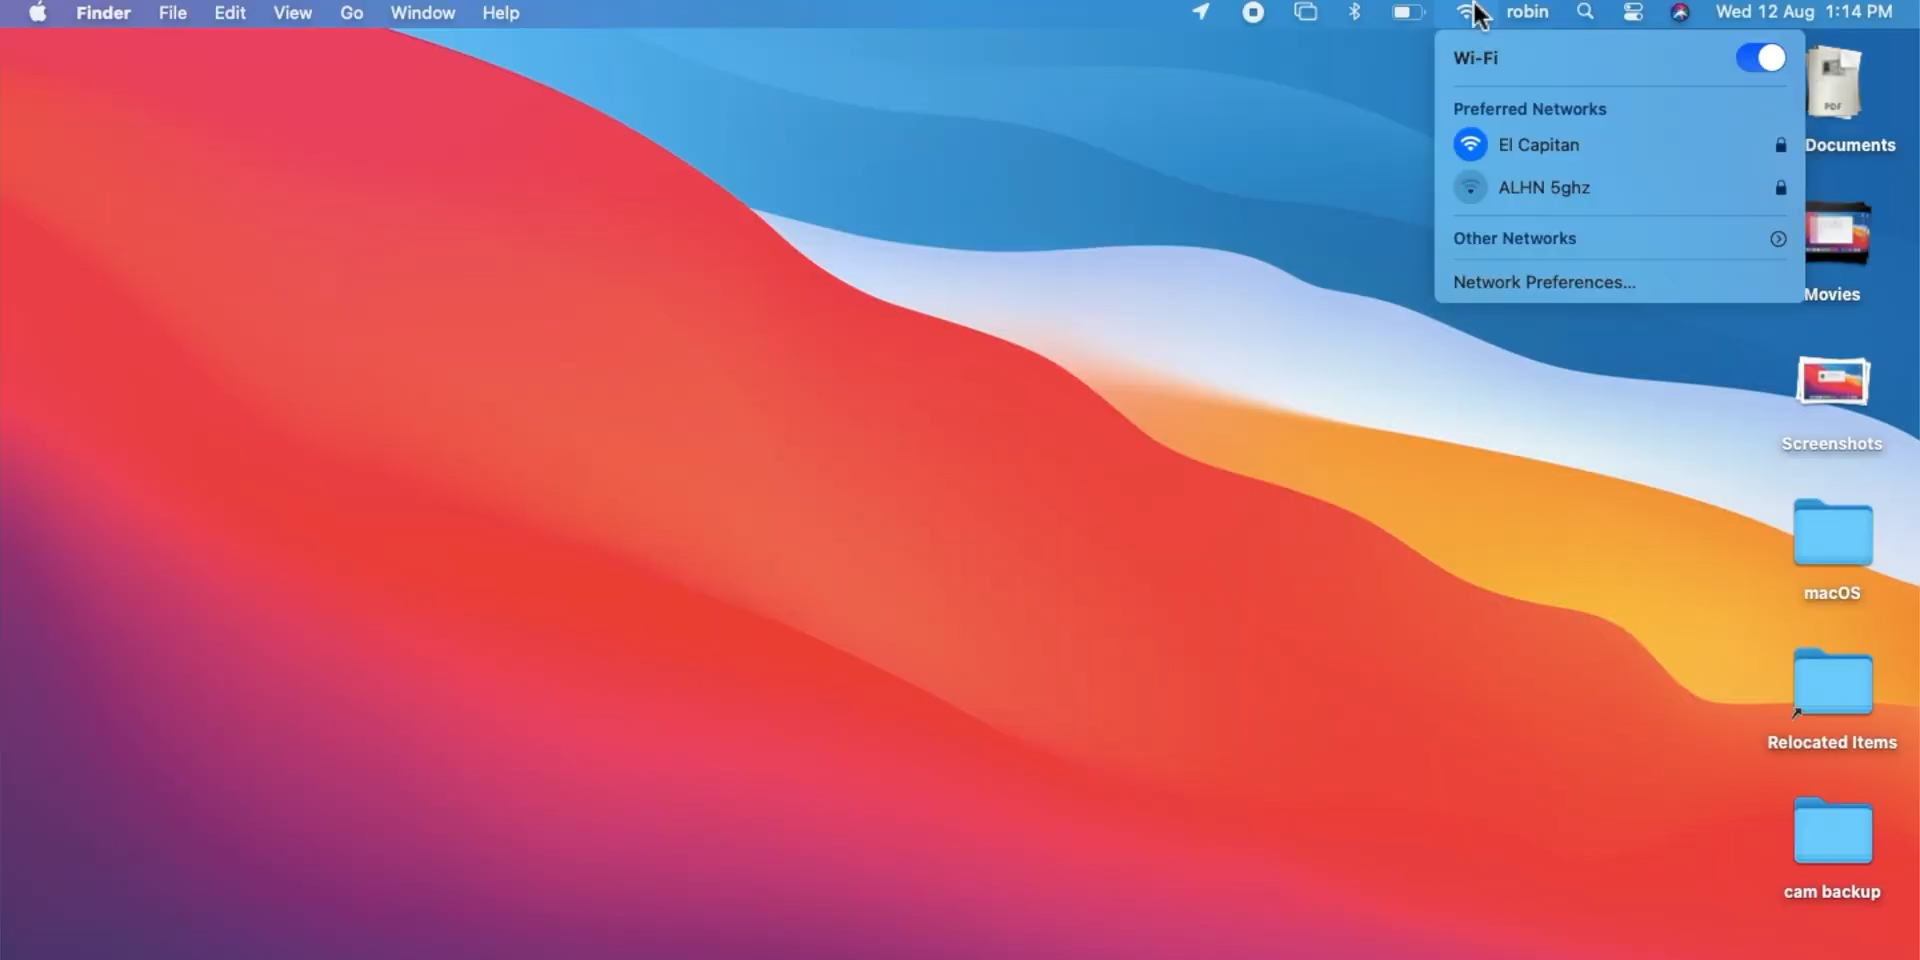 Finder File Edit View Go Window Help robin Wed 12 Aug 1:14 PM
Wi-Fi
Preferred Networks
El Capitan
ALHN 5ghz
Other Networks
Network Preferences...
PDF
Documents
Movies
Screenshots
macOS
Relocated Items
cam backup